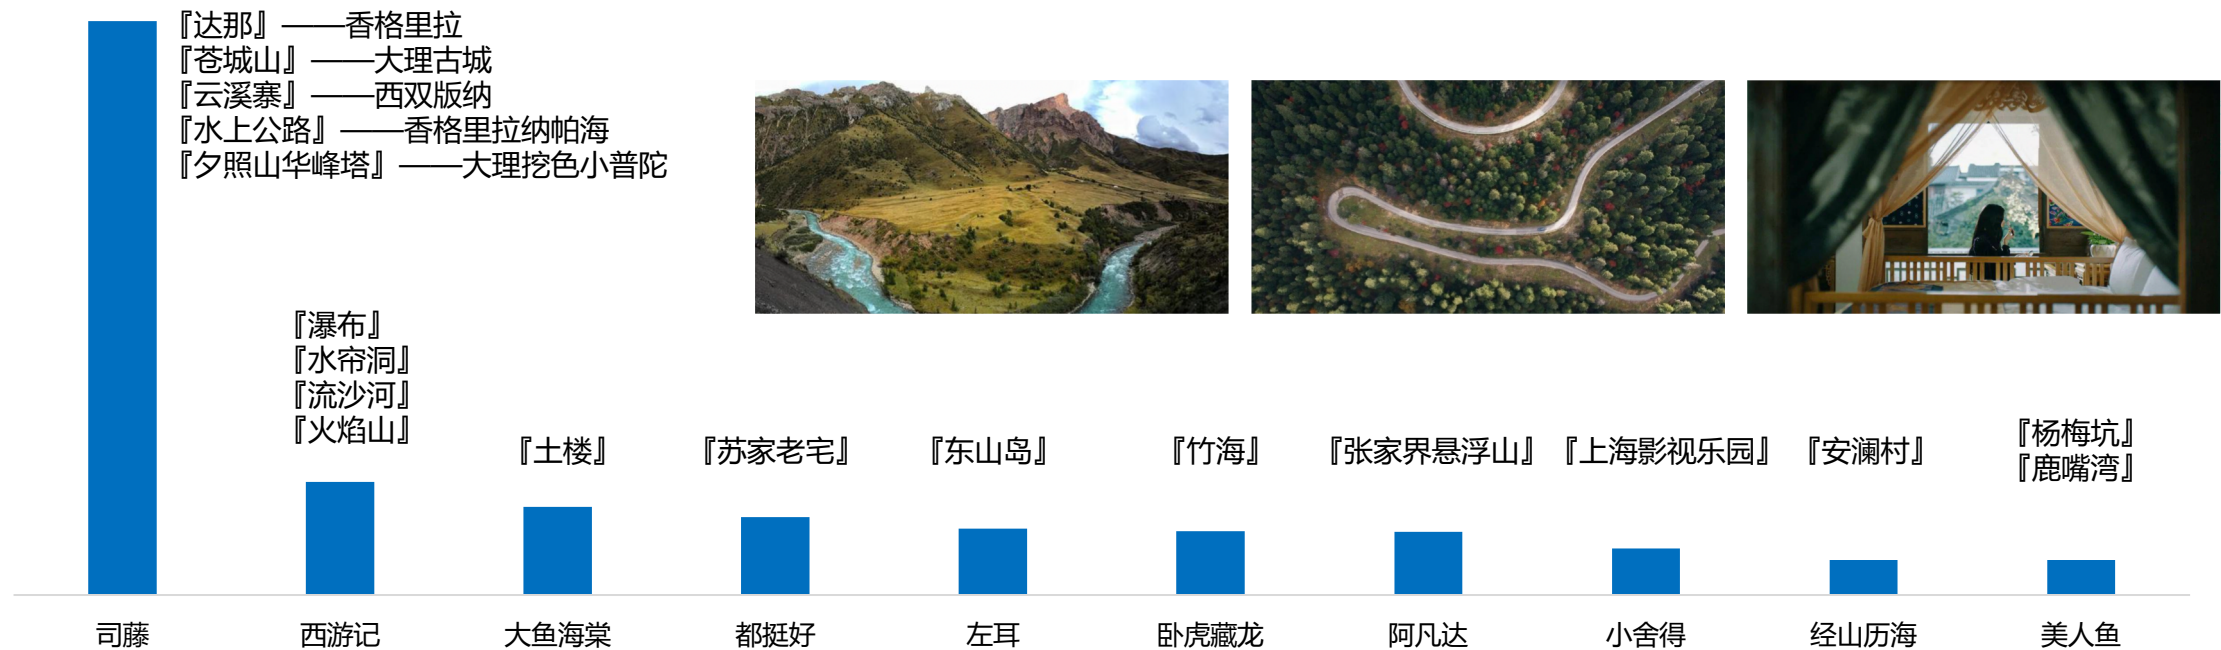 『达那』——香格里拉
『苍城山』——大理古城
『云溪寨』——西双版纳
『水上公路』——香格里拉纳帕海
『夕照山华峰塔』——大理挖色小普陀
『瀑布』
『水帘洞』
『流沙河』
『火焰山』
『土楼』
『苏家老宅』
『东山岛』
『竹海』
『张家界悬浮山』
『上海影视乐园』
『安澜村』
『杨梅坑』
『鹿嘴湾』
司藤
西游记
大鱼海棠
都挺好
左耳
卧虎藏龙
阿凡达
小舍得
经山历海
美人鱼